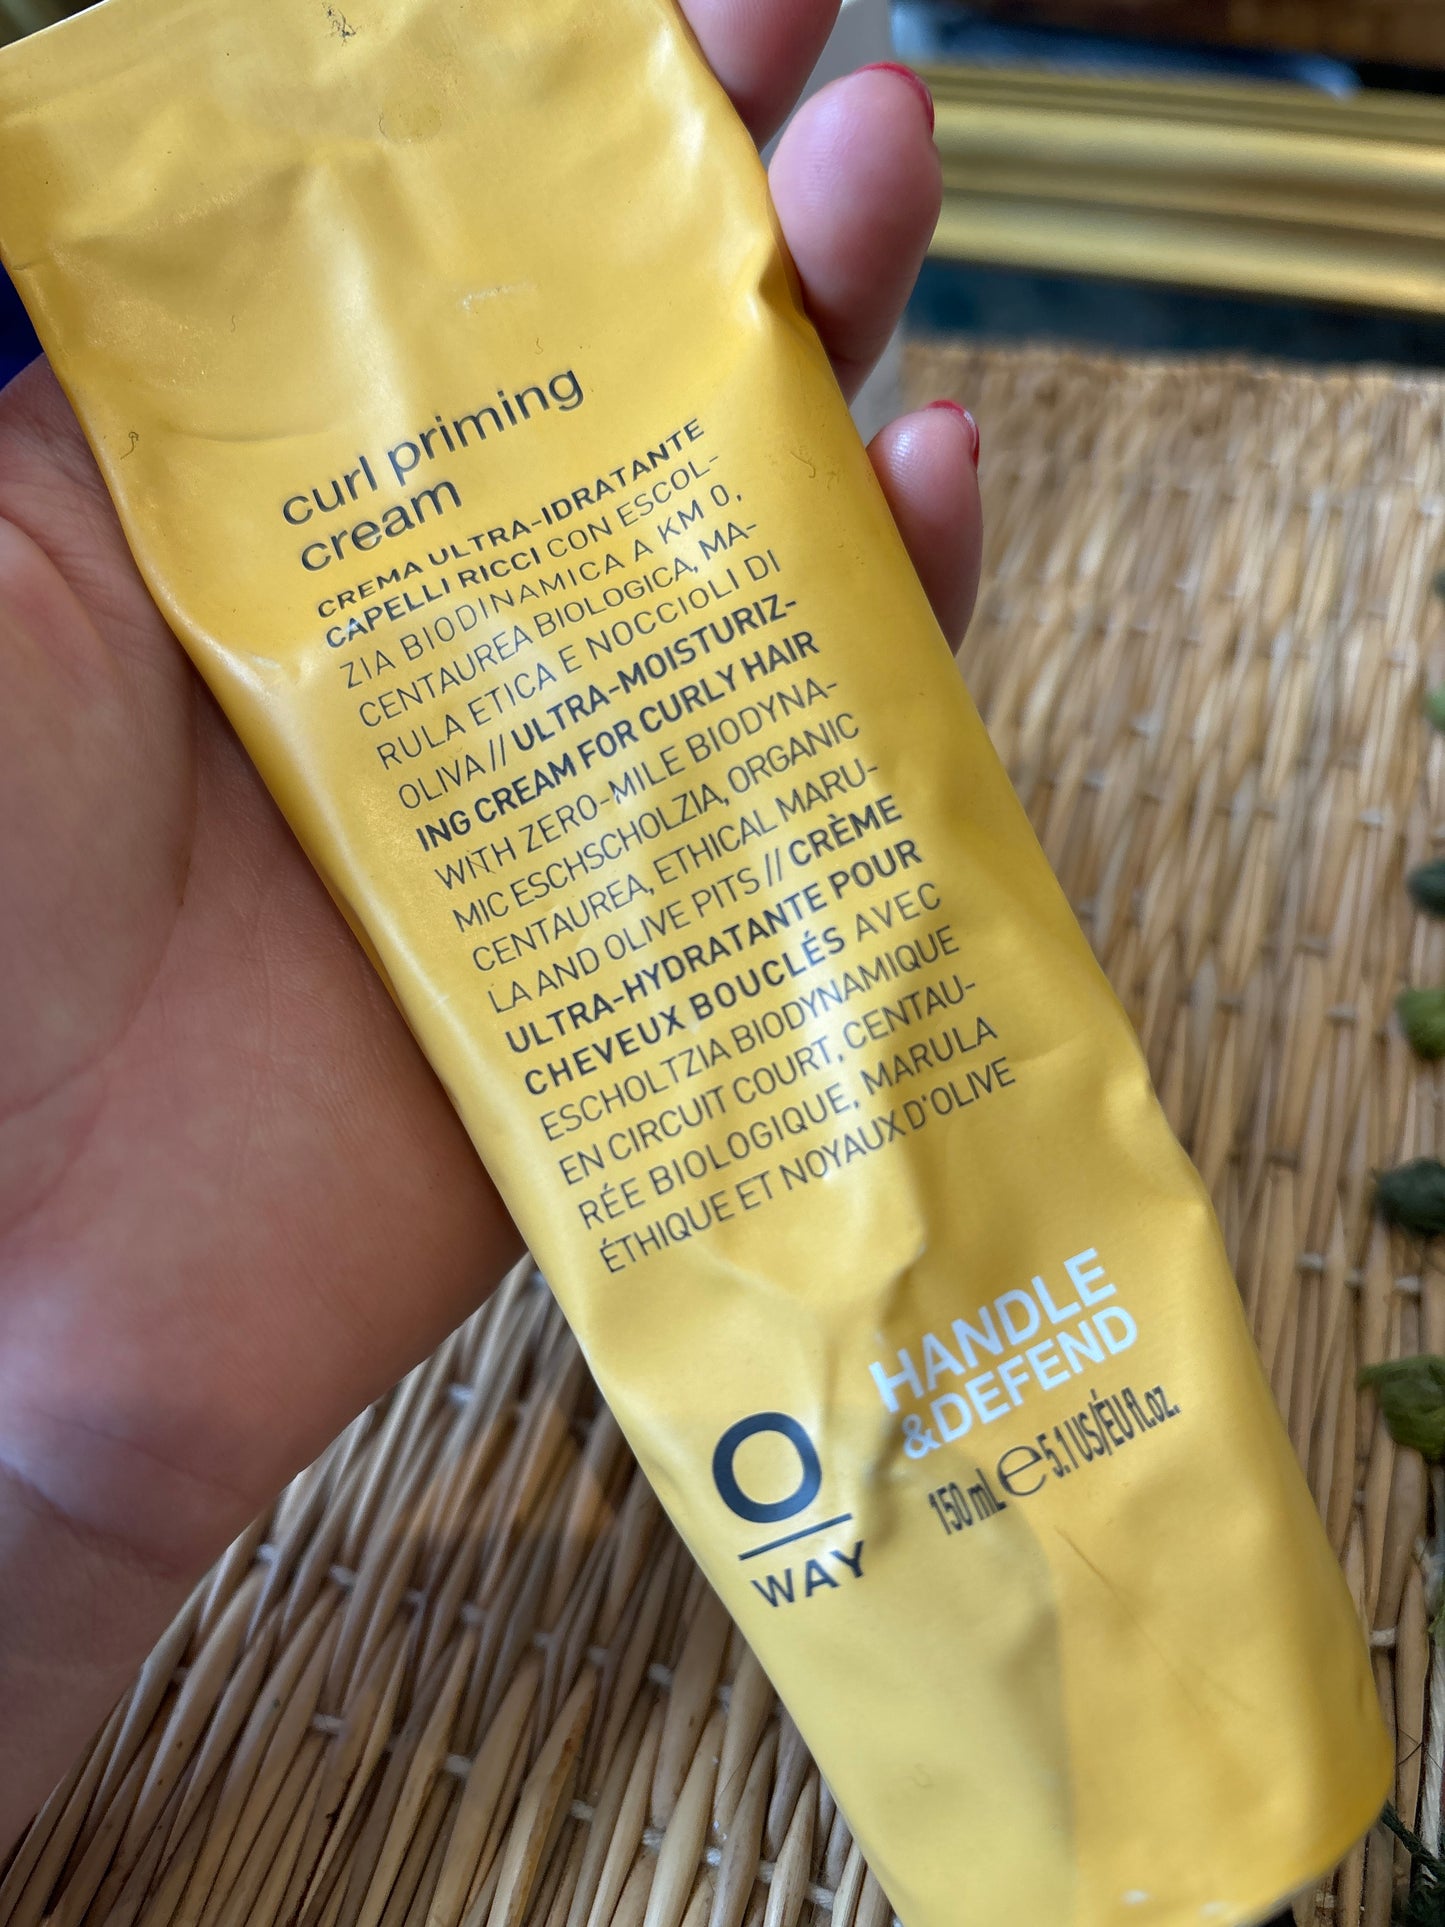 curl priming
cream
CREMA ULTRA-IDRATANTE
CAPELLI RICCI CON ESCOL-
ZIA BIODINAMICA A KM 0,
CENTAUREA BIOLOGICA, MA-
RULA ETICA E NOCCIOLI DI
OLIVA // ULTRA-MOISTURIZ-
ING CREAM FOR CURLY HAIR
WITH ZERO-MILE BIODYNA-
MIC ESCHSCHOLZIA, ORGANIC
CENTAUREA, ETHICAL MARU-
LA AND OLIVE PITS // CRÈME
ULTRA-HYDRATANTE POUR
CHEVEUX BOUCLÉS AVEC
ESCHOLTZIA BIODYNAMIQUE
EN CIRCUIT COURT, CENTAU-
RÉE BIOLOGIQUE, MARULA
ÉTHIQUE ET NOYAUX D'OLIVE
HANDLE
&DEFEND
150 mL ℮ 5.1 US/ÉU fl.oz.
O
WAY